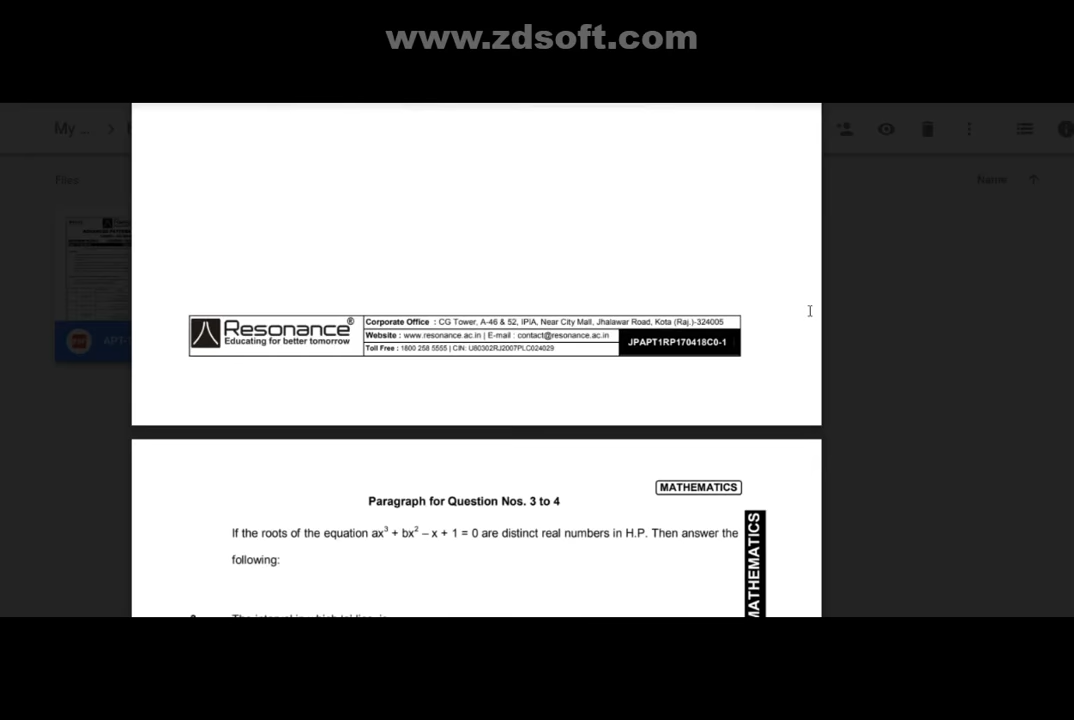 www.zdsoft.com
My ...
Files
Name
Resonance®
Educating for better tomorrow
Corporate Office : CG Tower, A-46 & 52, IPIA, Near City Mall, Jhalawar Road, Kota (Raj.)-324005
Website : www.resonance.ac.in | E-mail : contact@resonance.ac.in
Toll Free : 1800 258 5555 | CIN: U80302RJ2007PLC024029
JPAPT1RP170418C0-1
APT-
MATHEMATICS
Paragraph for Question Nos. 3 to 4
If the roots of the equation ax³ + bx² – x + 1 = 0 are distinct real numbers in H.P. Then answer the
following:
MATHEMATICS